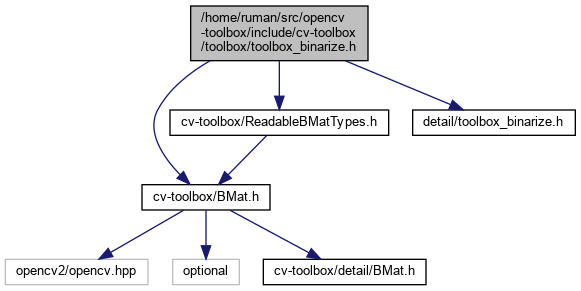 /home/ruman/src/opencv
-toolbox/include/cv-toolbox
/toolbox/toolbox_binarize.h
cv-toolbox/ReadableBMatTypes.h
detail/toolbox_binarize.h
cv-toolbox/BMat.h
opencv2/opencv.hpp
optional
cv-toolbox/detail/BMat.h